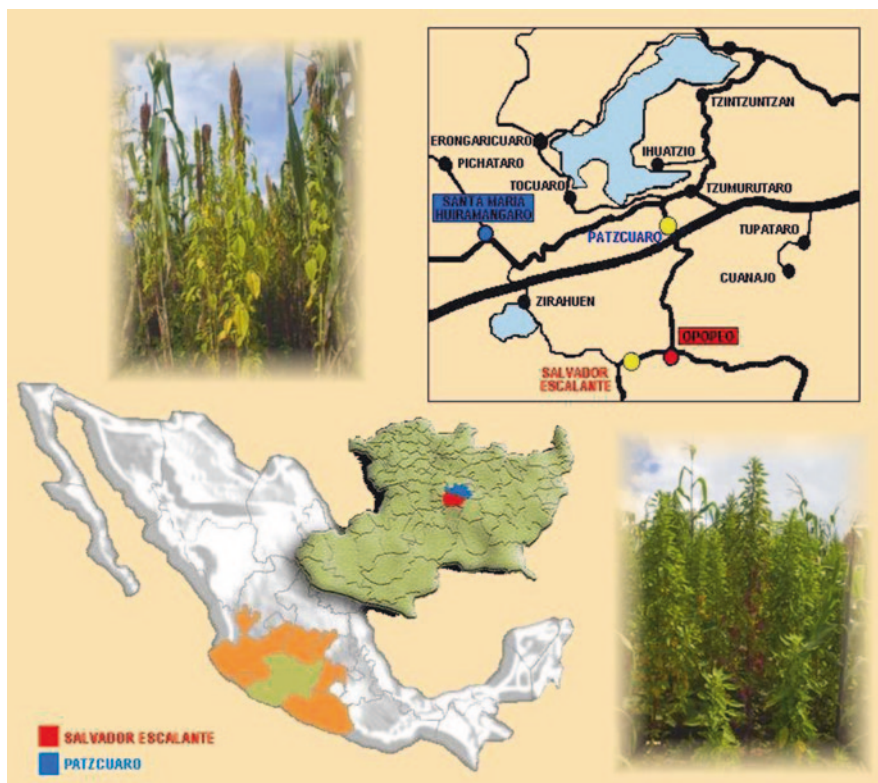 TZINTZUNTZAN
ERONGARICUARO
IHUATZIO
PICHATARO
TOCUARO
TZUMURUTARO
SANTA MARIA
HUIRAMANGARO
PATZCUARO
TUPATARO
CUANAJO
ZIRAHUEN
OPOPEO
SALVADOR
ESCALANTE
SALVADOR ESCALANTE
PATZCUARO